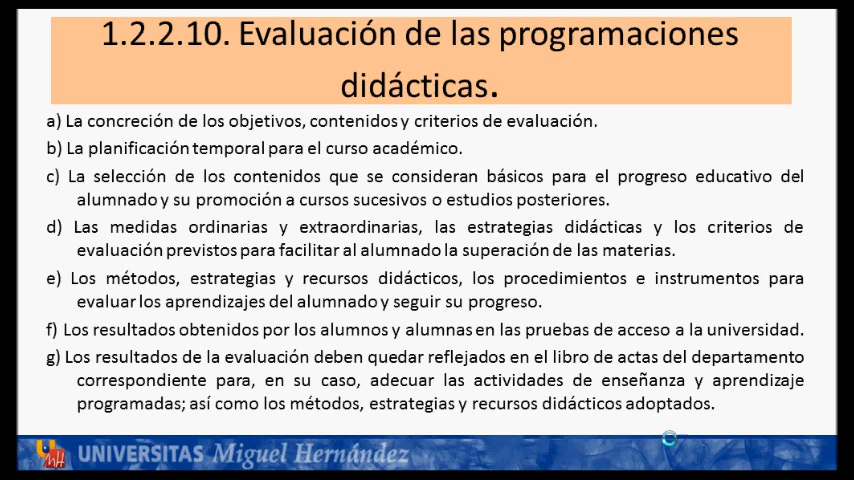 1.2.2.10. Evaluación de las programaciones
didácticas.
a) La concreción de los objetivos, contenidos y criterios de evaluación.
b) La planificación temporal para el curso académico.
c) La selección de los contenidos que se consideran básicos para el progreso educativo del
alumnado y su promoción a cursos sucesivos o estudios posteriores.
d) Las medidas ordinarias y extraordinarias, las estrategias didácticas y los criterios de
evaluación previstos para facilitar al alumnado la superación de las materias.
e) Los métodos, estrategias y recursos didácticos, los procedimientos e instrumentos para
evaluar los aprendizajes del alumnado y seguir su progreso.
f) Los resultados obtenidos por los alumnos y alumnas en las pruebas de acceso a la universidad.
g) Los resultados de la evaluación deben quedar reflejados en el libro de actas del departamento
correspondiente para, en su caso, adecuar las actividades de enseñanza y aprendizaje
programadas; así como los métodos, estrategias y recursos didácticos adoptados.
UNIVERSITAS Miguel Hernández